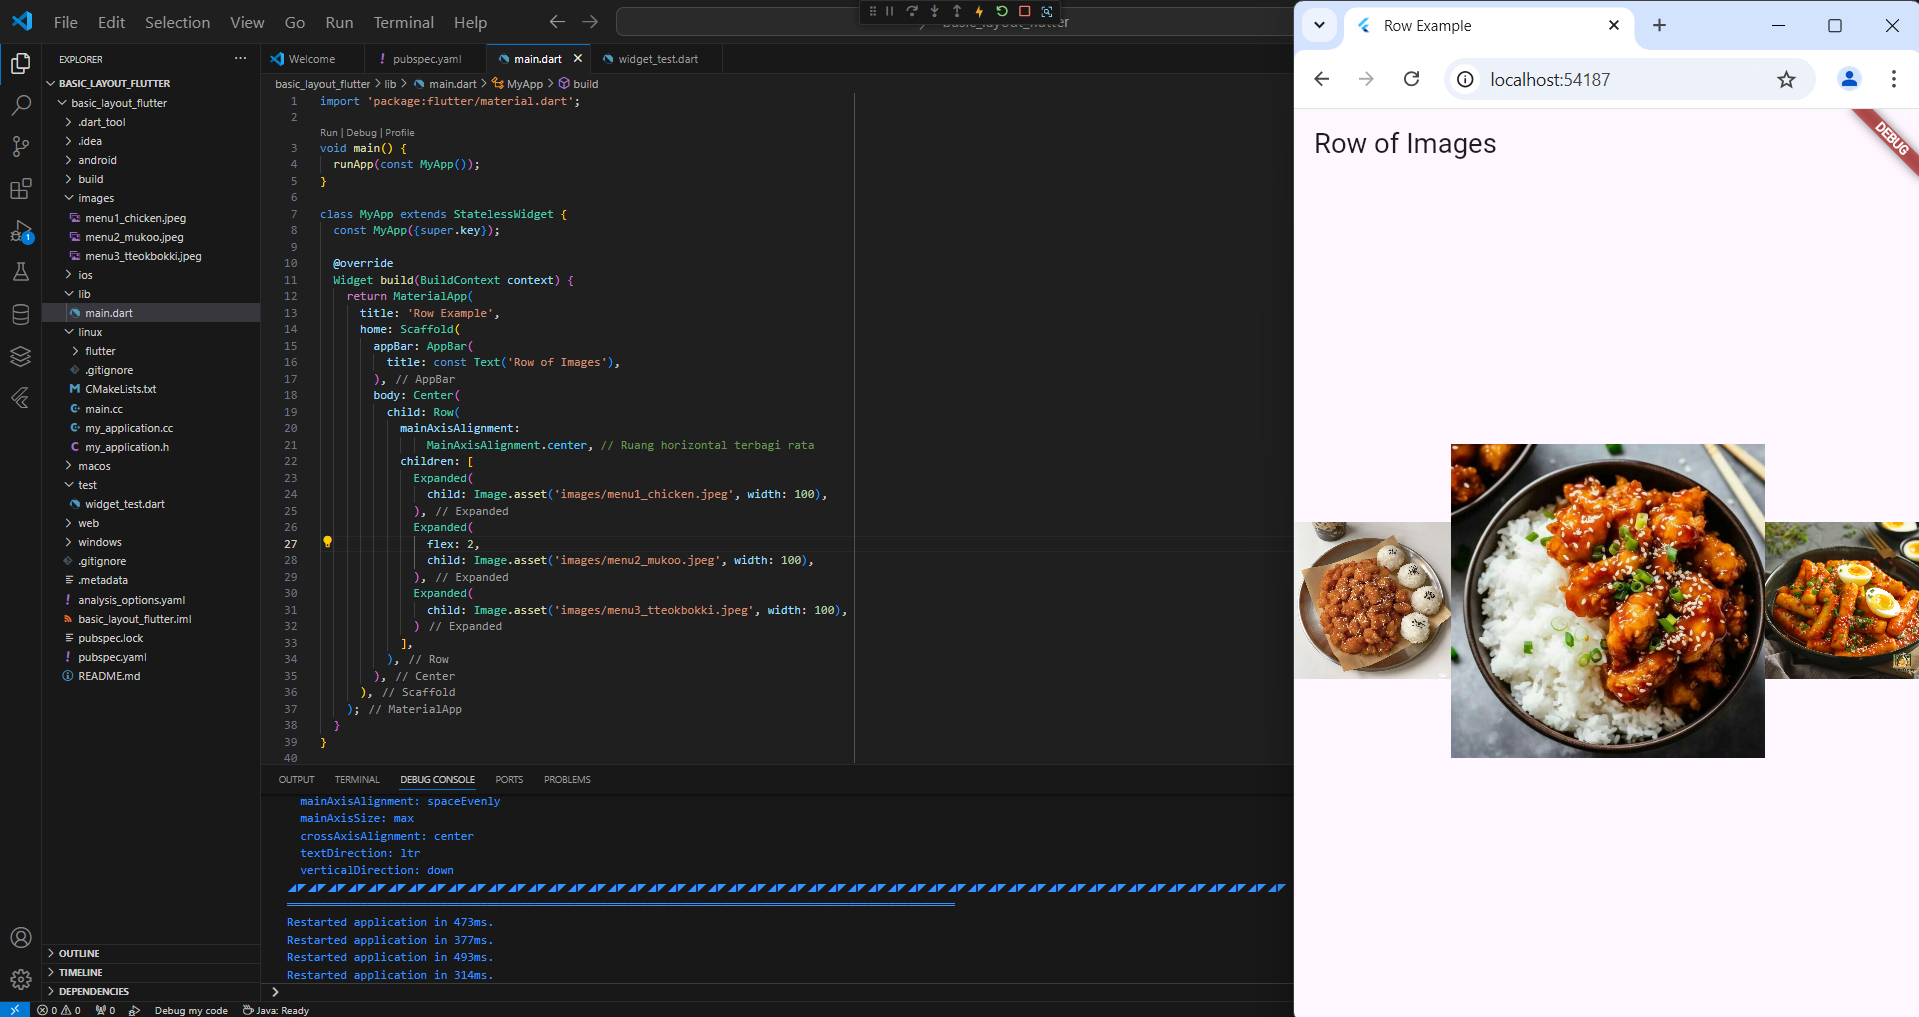 File Edit Selection View Go Run Terminal Help
EXPLORER
BASIC_LAYOUT_FLUTTER
basic_layout_flutter
.dart_tool
.idea
android
build
images
menu1_chicken.jpeg
menu2_mukoo.jpeg
menu3_tteokbokki.jpeg
ios
lib
main.dart
linux
flutter
.gitignore
CMakeLists.txt
main.cc
my_application.cc
my_application.h
macos
test
widget_test.dart
web
windows
.gitignore
.metadata
analysis_options.yaml
basic_layout_flutter.iml
pubspec.lock
pubspec.yaml
README.md
OUTLINE
TIMELINE
DEPENDENCIES
Welcome pubspec.yaml main.dart widget_test.dart
basic_layout_flutter > lib > main.dart > MyApp > build
1 import 'package:flutter/material.dart';
2
Run | Debug | Profile
3 void main() {
4 runApp(const MyApp());
5 }
6
7 class MyApp extends StatelessWidget {
8 const MyApp({super.key});
9
10 @override
11 Widget build(BuildContext context) {
12 return MaterialApp(
13 title: 'Row Example',
14 home: Scaffold(
15 appBar: AppBar(
16 title: const Text('Row of Images'),
17 ), // AppBar
18 body: Center(
19 child: Row(
20 mainAxisAlignment:
21 MainAxisAlignment.center, // Ruang horizontal terbagi rata
22 children: [
23 Expanded(
24 child: Image.asset('images/menu1_chicken.jpeg', width: 100),
25 ), // Expanded
26 Expanded(
27 flex: 2,
28 child: Image.asset('images/menu2_mukoo.jpeg', width: 100),
29 ), // Expanded
30 Expanded(
31 child: Image.asset('images/menu3_tteokbokki.jpeg', width: 100),
32 ) // Expanded
33 ],
34 ), // Row
35 ), // Center
36 ), // Scaffold
37 ); // MaterialApp
38 }
39 }
40
OUTPUT TERMINAL DEBUG CONSOLE PORTS PROBLEMS
mainAxisAlignment: spaceEvenly
mainAxisSize: max
crossAxisAlignment: center
textDirection: ltr
verticalDirection: down
Restarted application in 473ms.
Restarted application in 377ms.
Restarted application in 493ms.
Restarted application in 314ms.
0 0 0 Debug my code Java: Ready
1
Row Example
localhost:54187
Row of Images
DEBUG